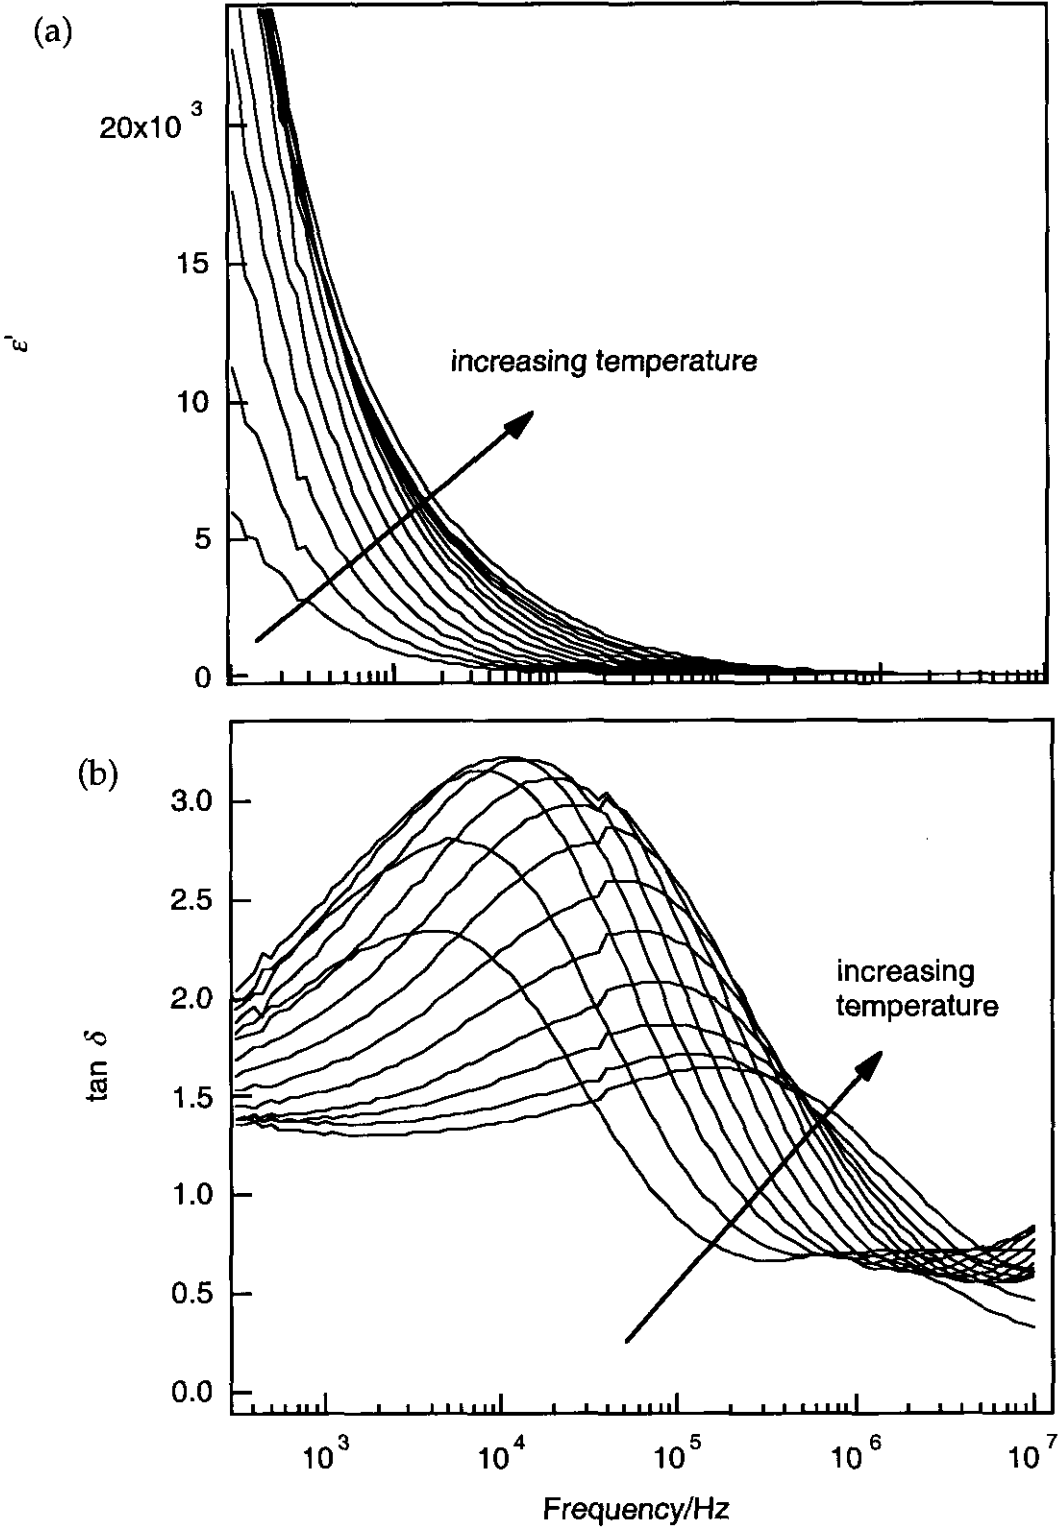 (a)
20x10 3
15
10
5
0
ε'
increasing temperature
(b)
3.0
2.5
2.0
1.5
1.0
0.5
0.0
tan δ
increasing
temperature
10 3
10 4
10 5
10 6
10 7
Frequency/Hz